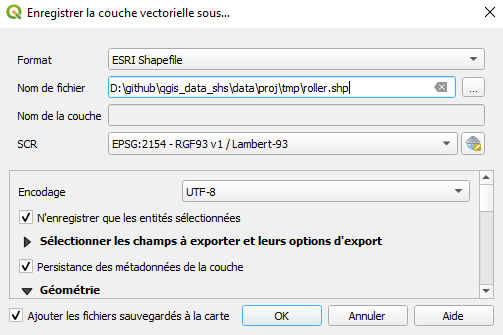 Enregistrer la couche vectorielle sous...
Format ESRI Shapefile
Nom de fichier D:\github\qgis_data_shs\data\proj\tmp\roller.shp ...
Nom de la couche
SCR EPSG:2154 - RGF93 v1 / Lambert-93
Encodage UTF-8
N'enregistrer que les entités sélectionnées
Sélectionner les champs à exporter et leurs options d'export
Persistance des métadonnées de la couche
Géométrie
Ajouter les fichiers sauvegardés à la carte OK Annuler Aide